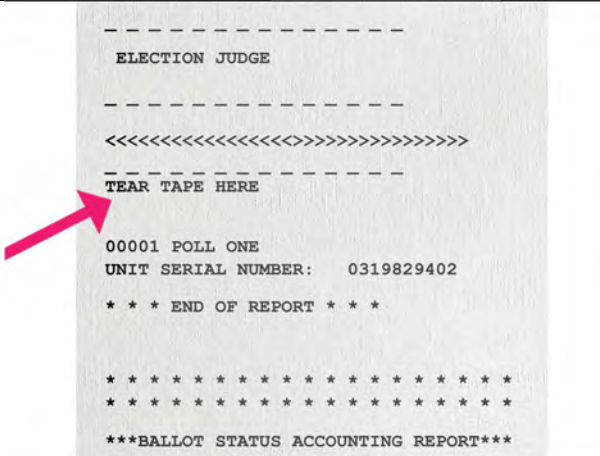 _ _ _ _ _ _ _ _ _ _ _ _ _ _
ELECTION JUDGE
_ _ _ _ _ _ _ _ _ _ _ _ _ _
<<<<<<<<<<<<<<<<<<>>>>>>>>>>>>>>>>>
_ _ _ _ _ _ _ _ _ _ _ _ _ _
TEAR TAPE HERE
00001 POLL ONE
UNIT SERIAL NUMBER: 0319829402
* * * END OF REPORT * * *
* * * * * * * * * * * * * * * * * * *
* * * * * * * * * * * * * * * * * * *
***BALLOT STATUS ACCOUNTING REPORT***